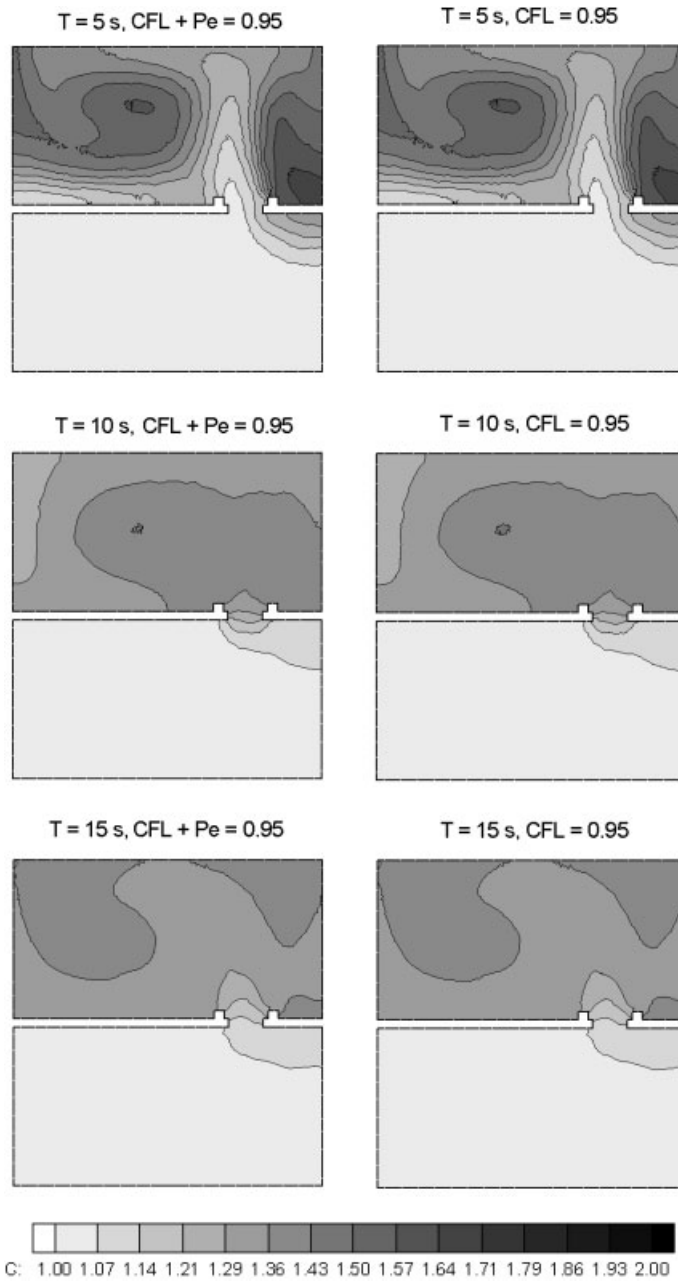 T = 5 s, CFL + Pe = 0.95
T = 5 s, CFL = 0.95
T = 10 s, CFL + Pe = 0.95
T = 10 s, CFL = 0.95
T = 15 s, CFL + Pe = 0.95
T = 15 s, CFL = 0.95
C: 1.00 1.07 1.14 1.21 1.29 1.36 1.43 1.50 1.57 1.64 1.71 1.79 1.86 1.93 2.00